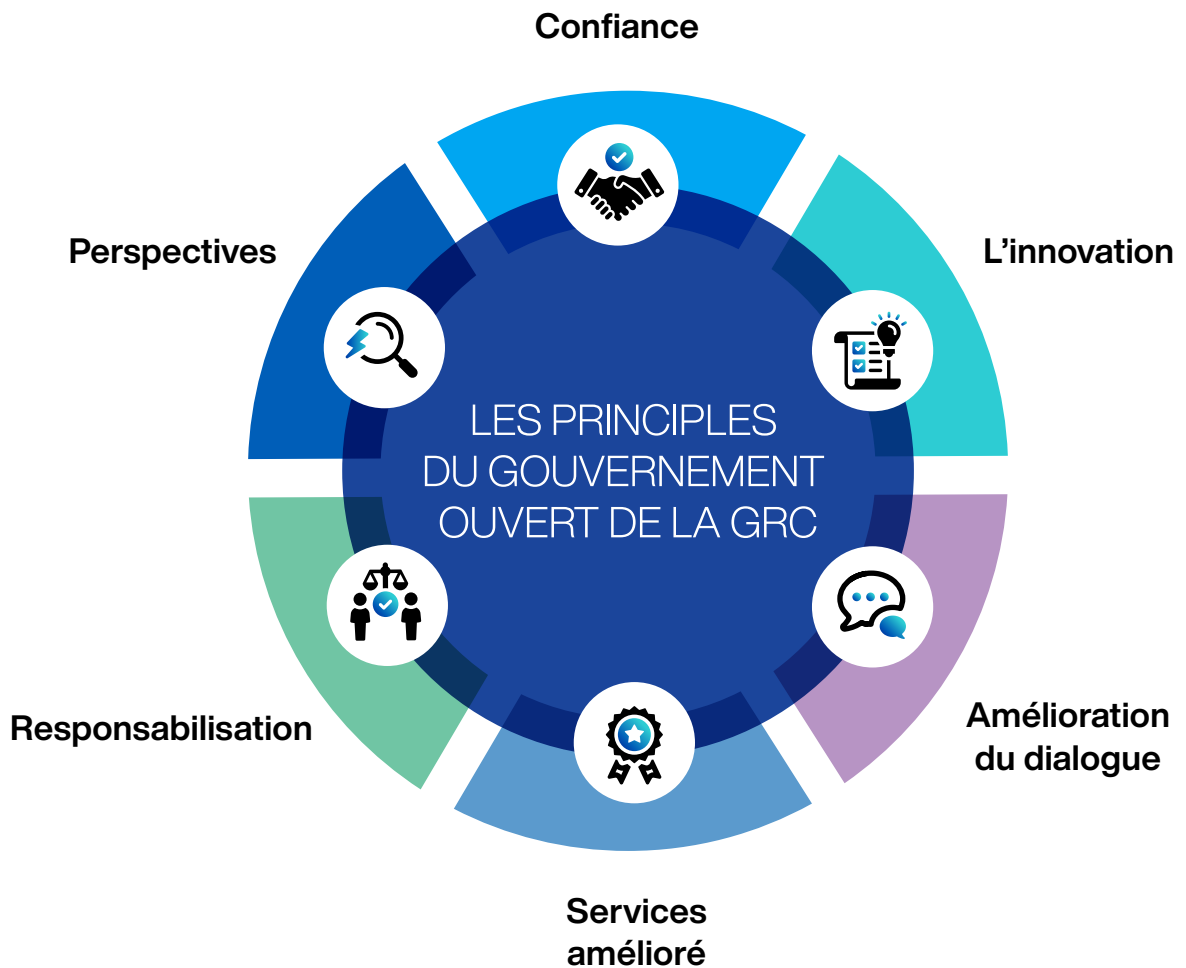 Confiance
L'innovation
Amélioration
du dialogue
Services
amélioré
Responsabilisation
Perspectives
LES PRINCIPLES
DU GOUVERNEMENT
OUVERT DE LA GRC